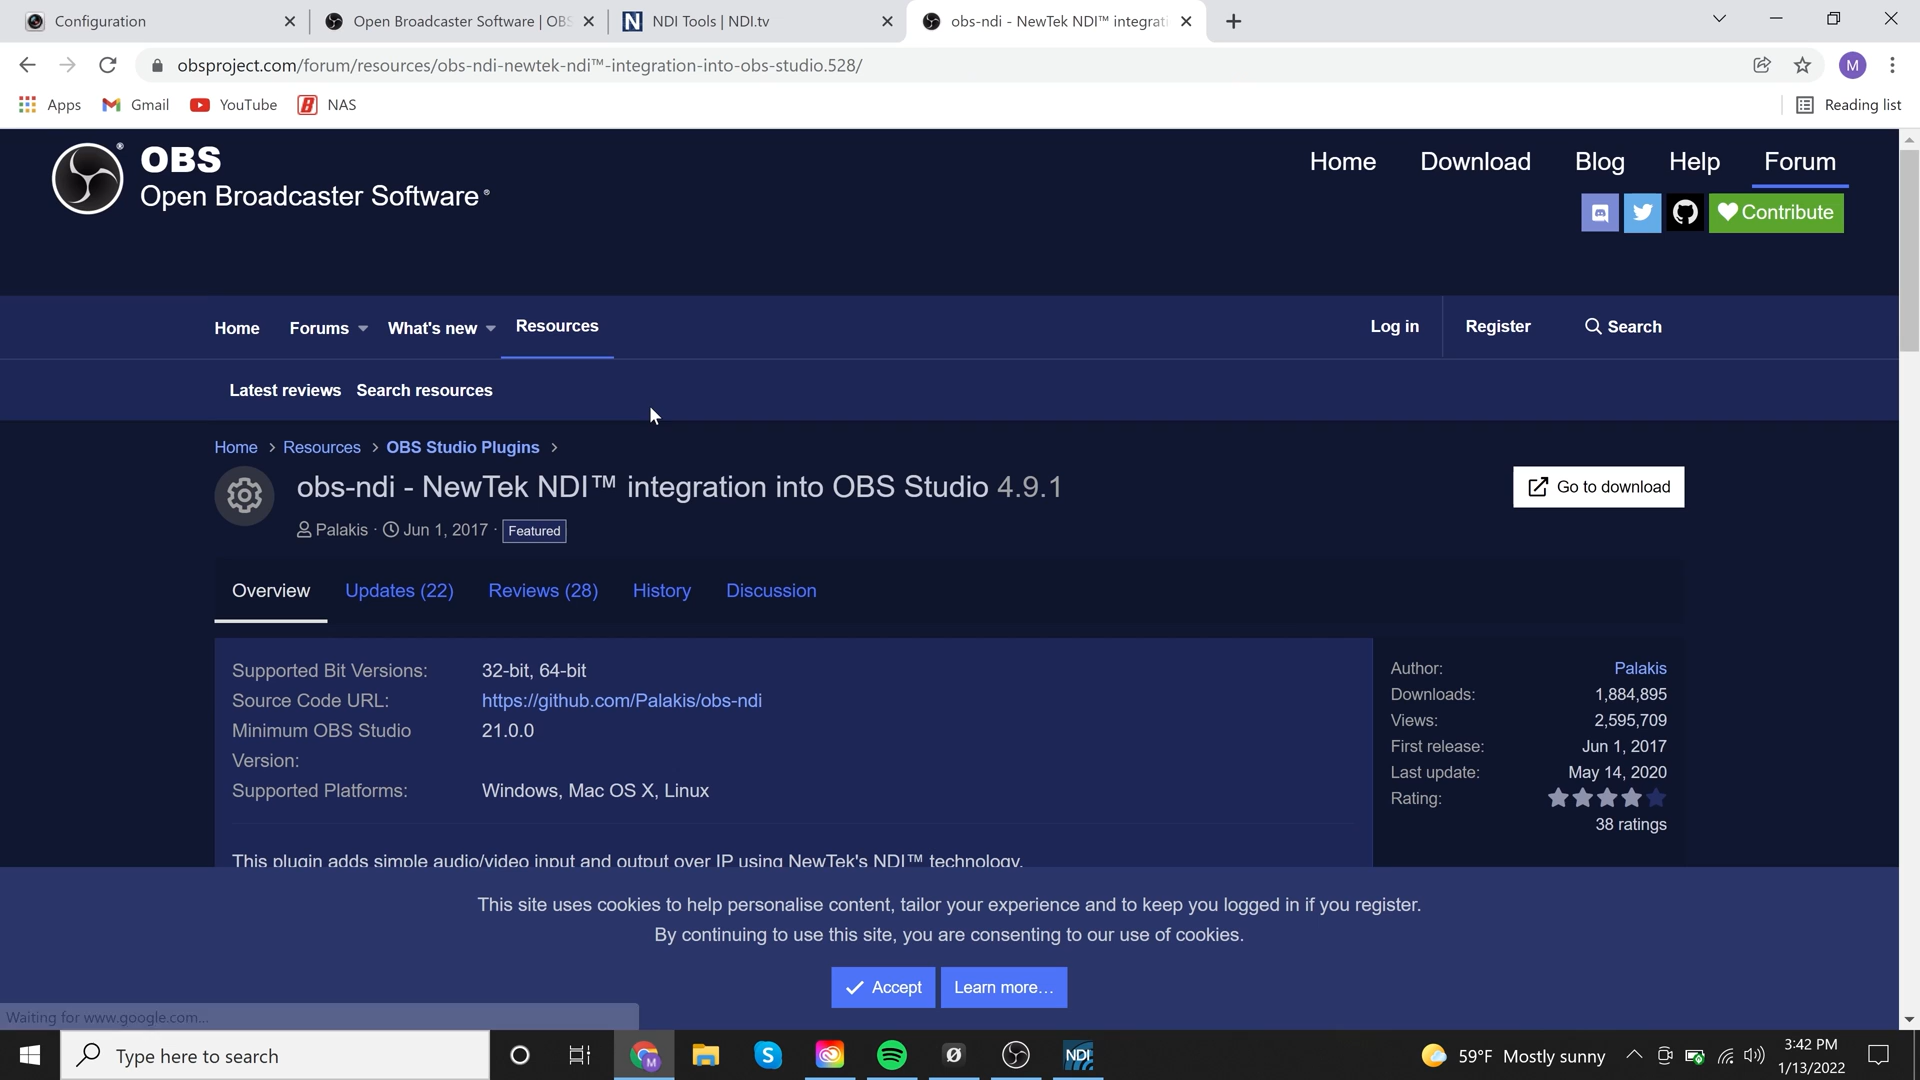 Configuration
Open Broadcaster Software | OBS
NDI Tools | NDI.tv
obs-ndi - NewTek NDI™ integrati
obsproject.com/forum/resources/obs-ndi-newtek-ndi™-integration-into-obs-studio.528/
M
Apps
Gmail
YouTube
NAS
Reading list
OBS
Open Broadcaster Software
Home
Download
Blog
Help
Forum
Contribute
Home
Forums
What's new
Resources
Log in
Register
Search
Latest reviews
Search resources
Home > Resources > OBS Studio Plugins >
obs-ndi - NewTek NDI™ integration into OBS Studio 4.9.1
Go to download
Palakis · Jun 1, 2017 · Featured
Overview
Updates (22)
Reviews (28)
History
Discussion
Supported Bit Versions: 32-bit, 64-bit
Source Code URL: https://github.com/Palakis/obs-ndi
Minimum OBS Studio 21.0.0
Version:
Supported Platforms: Windows, Mac OS X, Linux
This plugin adds simple audio/video input and output over IP using NewTek's NDI™ technology.
Author: Palakis
Downloads: 1,884,895
Views: 2,595,709
First release: Jun 1, 2017
Last update: May 14, 2020
Rating:
38 ratings
This site uses cookies to help personalise content, tailor your experience and to keep you logged in if you register.
By continuing to use this site, you are consenting to our use of cookies.
Accept
Learn more…
Waiting for www.google.com...
Type here to search
NDI
59°F Mostly sunny
3:42 PM
1/13/2022